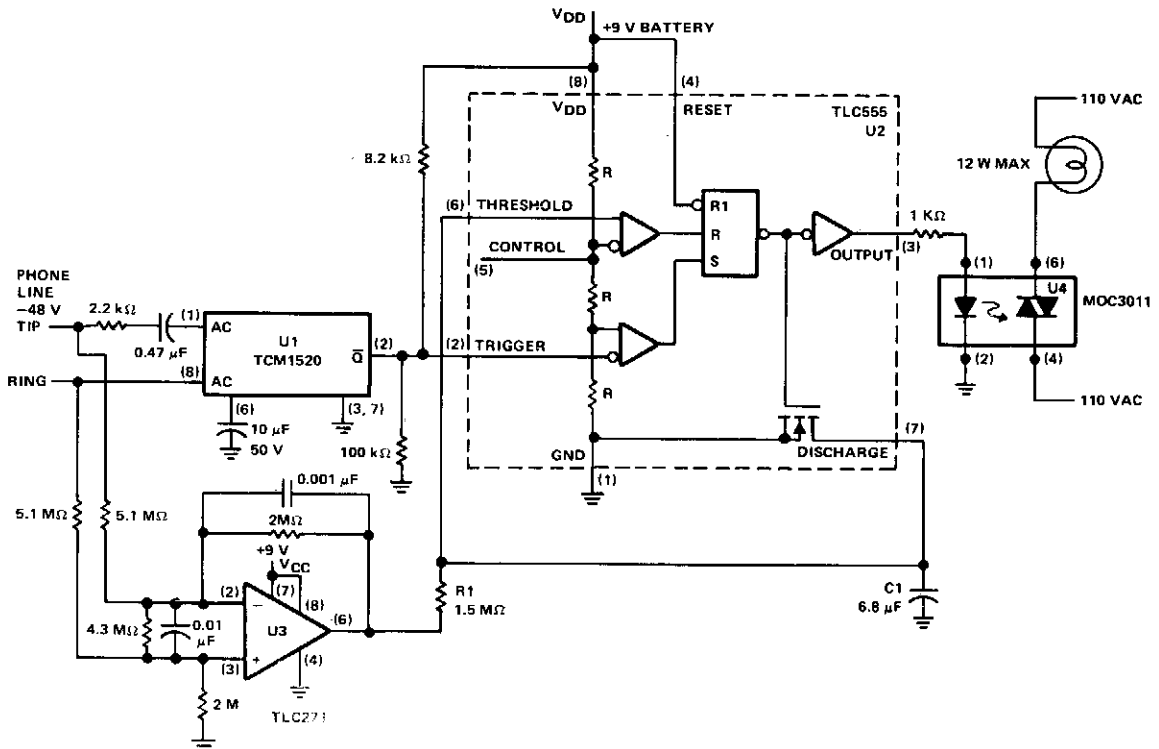 VDD
+9 V BATTERY
(8)
(4)
VDD
RESET
TLC555
U2
110 VAC
12 W MAX
8.2 kΩ
R
(6)
THRESHOLD
R1
R
S
CONTROL
(5)
1 KΩ
OUTPUT
(3)
(1)
(6)
U4
MOC3011
(2)
(4)
110 VAC
PHONE
LINE
−48 V
TIP
2.2 kΩ
0.47 μF
(1)
AC
U1
TCM1520
Q̅
(2)
(2)
TRIGGER
R
R
RING
(8)
AC
(6)
(3, 7)
10 μF
50 V
100 kΩ
GND
(1)
DISCHARGE
(7)
0.001 μF
5.1 MΩ
5.1 MΩ
2MΩ
+9 V
VCC
(7)
(8)
(2)
−
U3
(6)
R1
1.5 MΩ
C1
6.8 μF
4.3 MΩ
0.01
μF
(3)
+
(4)
2 M
TLC271